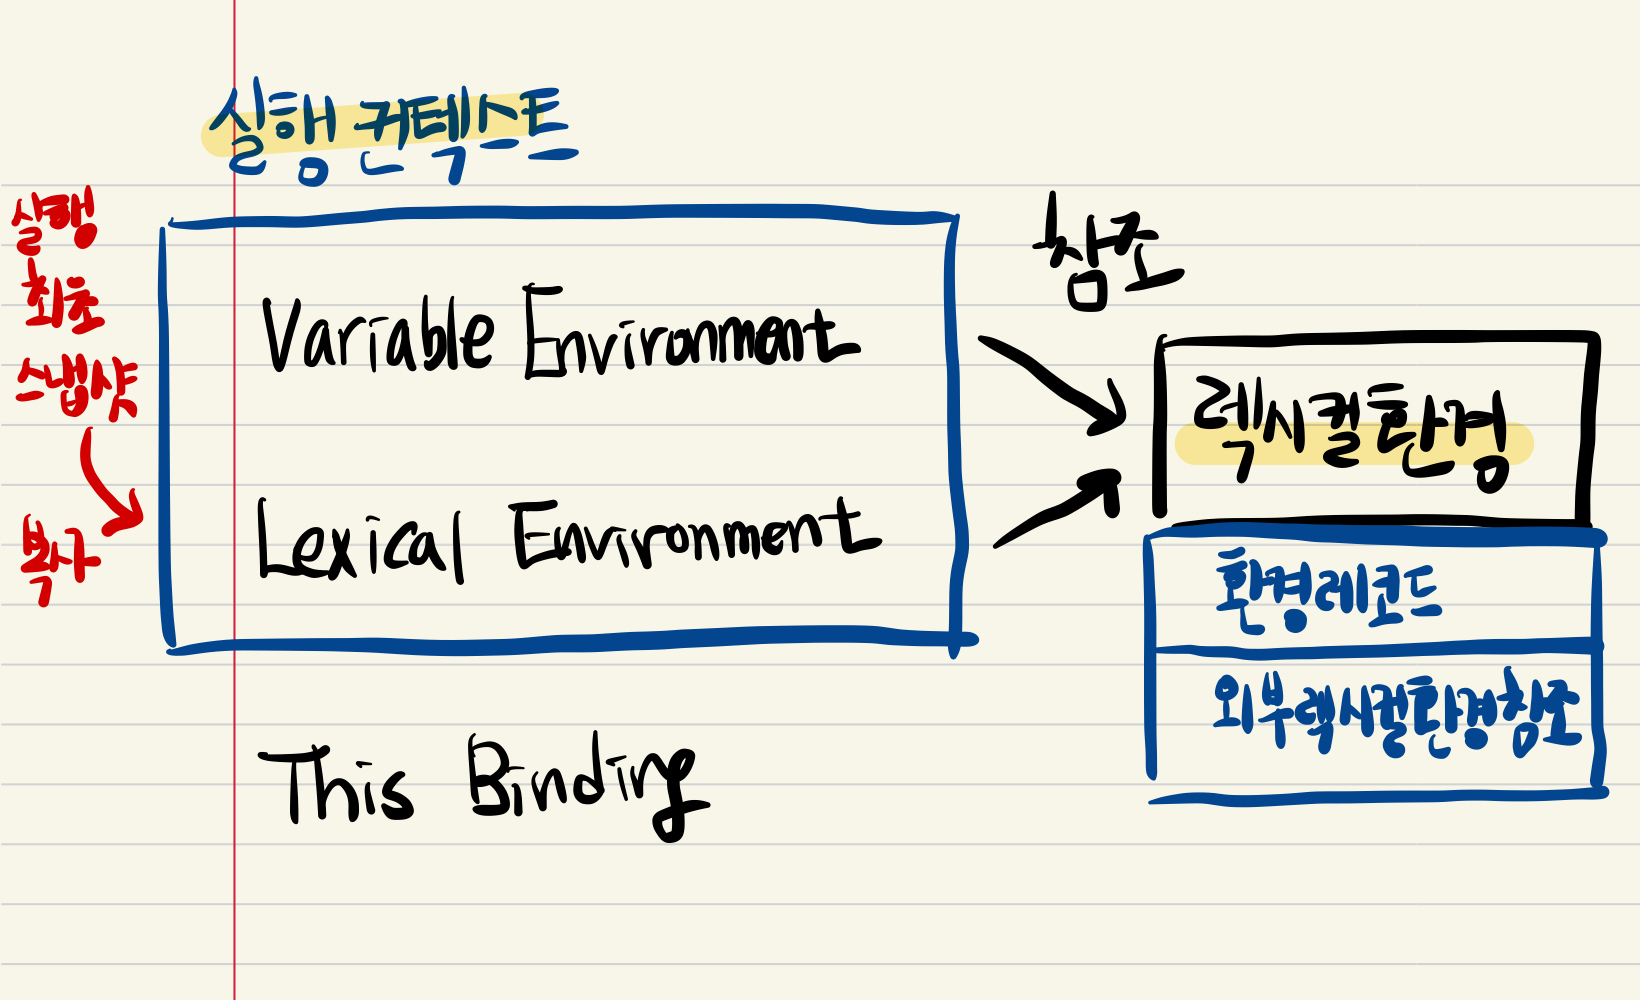 실행 컨텍스트
실행
최초
스냅샷
복사
Variable Environment
Lexical Environment
This Binding
참조
렉시컬환경
환경레코드
외부렉시컬환경참조